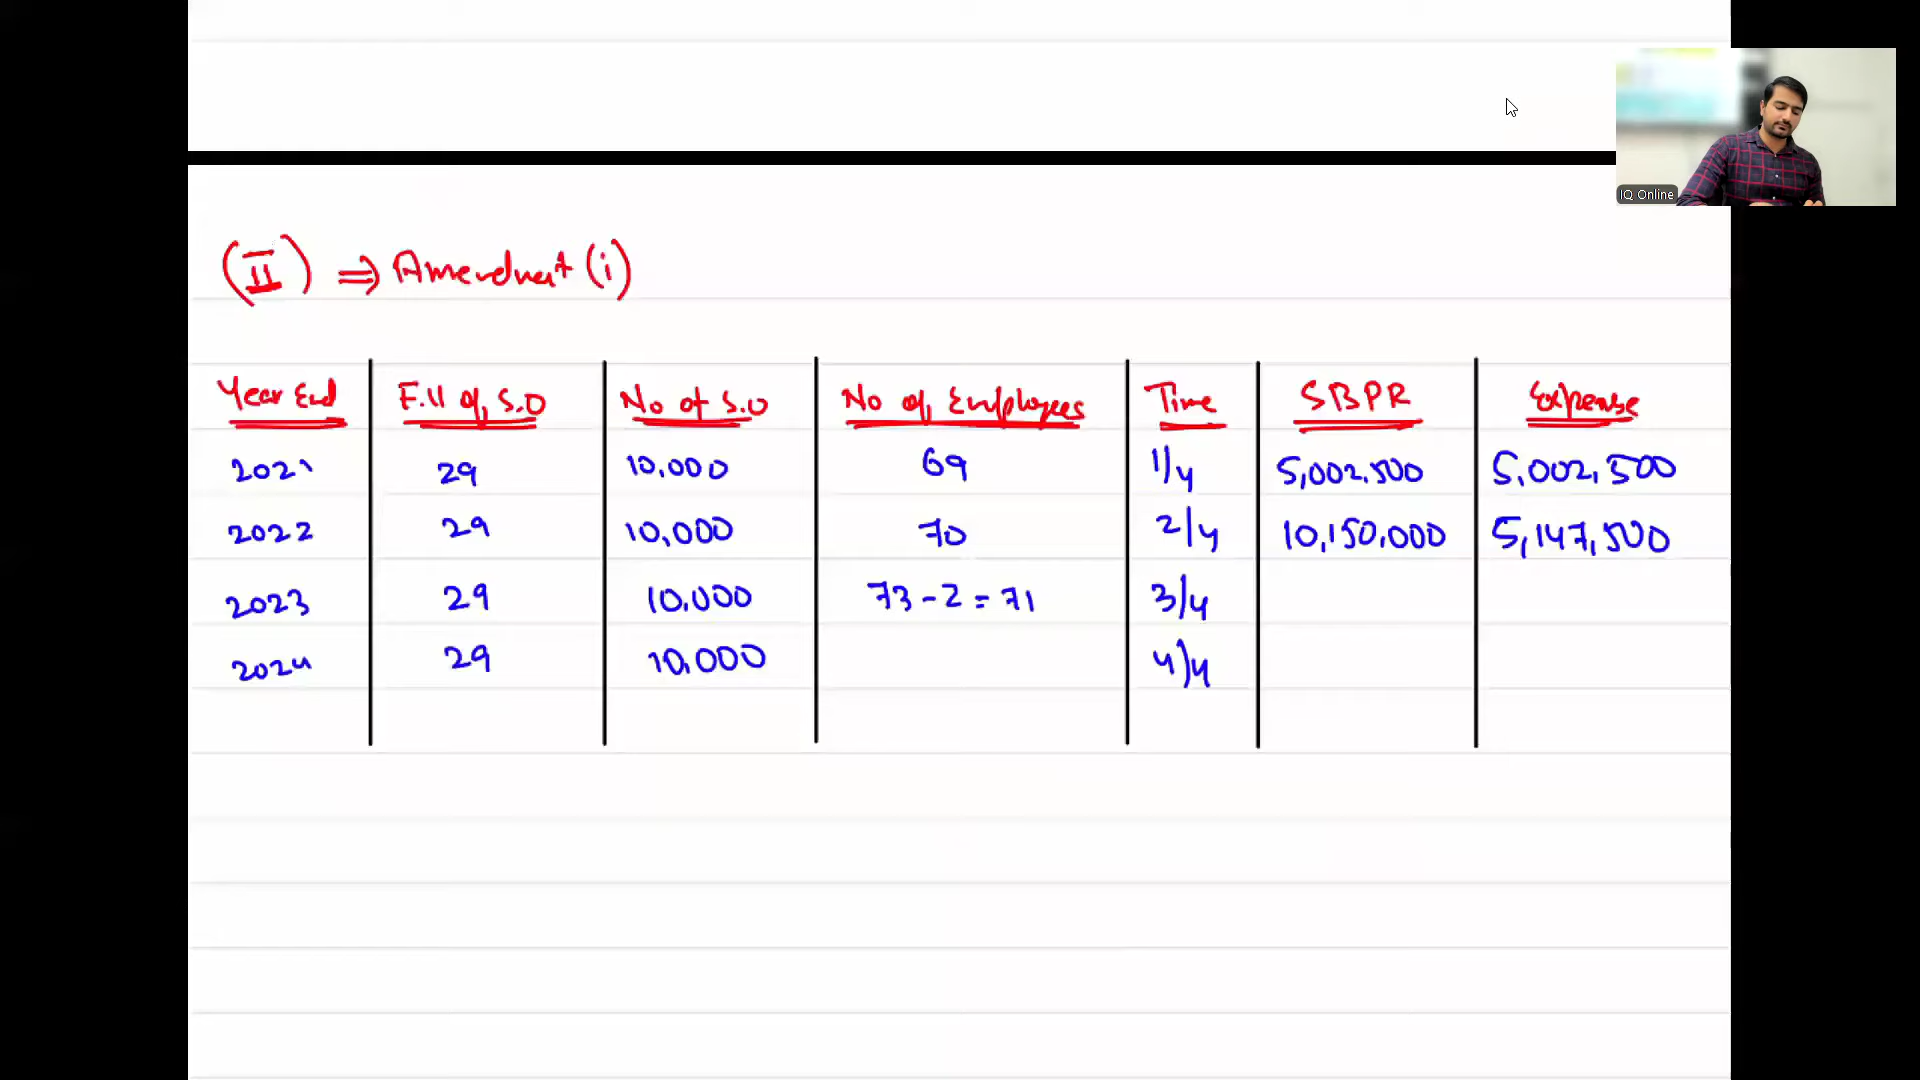 IQ Online
(II) ⇒ Amendment (i)
Year End F.V of S.O No of S.O No of Employees Time SBPR Expense
2021 29 10,000 69 1/4 5,002,500 5,002,500
2022 29 10,000 70 2/4 10,150,000 5,147,500
2023 29 10,000 73-2=71 3/4
2024 29 10,000 4/4